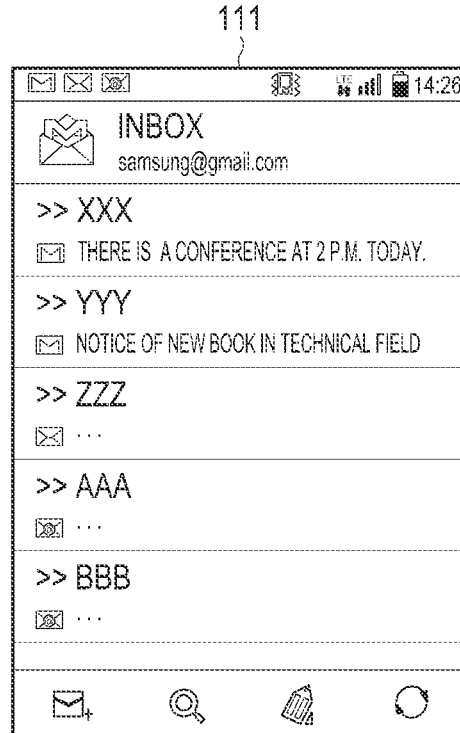 111
LTE 14:26
INBOX
samsung@gmail.com
>> XXX
THERE IS A CONFERENCE AT 2 P.M. TODAY.
>> YYY
NOTICE OF NEW BOOK IN TECHNICAL FIELD
>> ZZZ
...
>> AAA
...
>> BBB
...